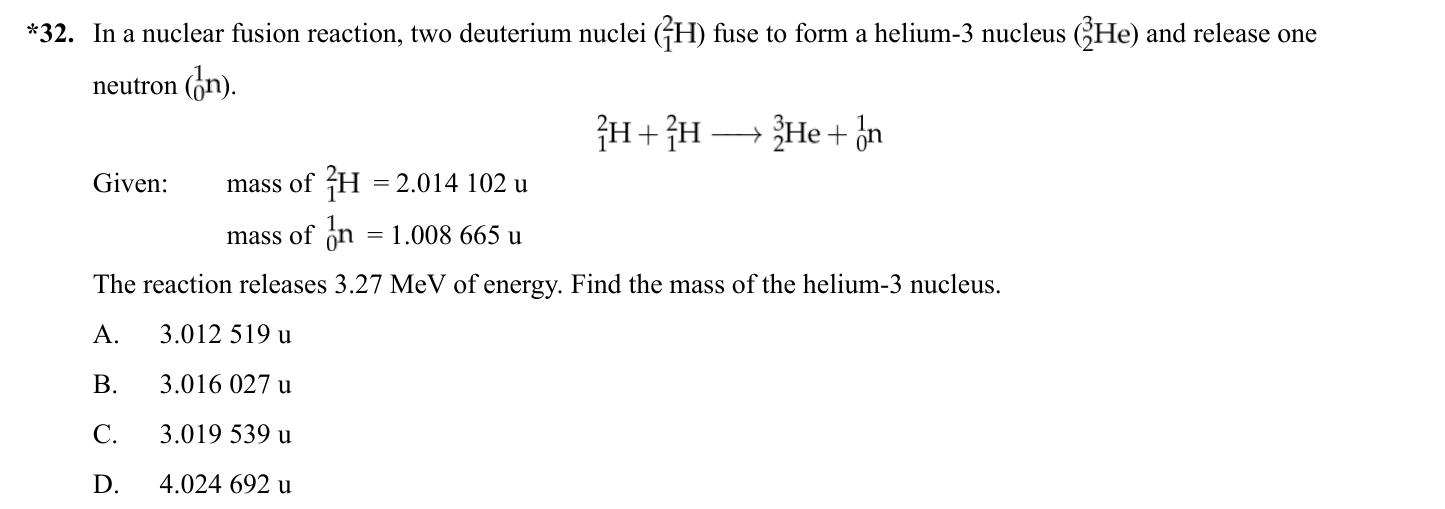 *32. In a nuclear fusion reaction, two deuterium nuclei (²₁H) fuse to form a helium-3 nucleus (³₂He) and release one
neutron (¹₀n).
²₁H + ²₁H ⟶ ³₂He + ¹₀n
Given: mass of ²₁H = 2.014 102 u
mass of ¹₀n = 1.008 665 u
The reaction releases 3.27 MeV of energy. Find the mass of the helium-3 nucleus.
A. 3.012 519 u
B. 3.016 027 u
C. 3.019 539 u
D. 4.024 692 u